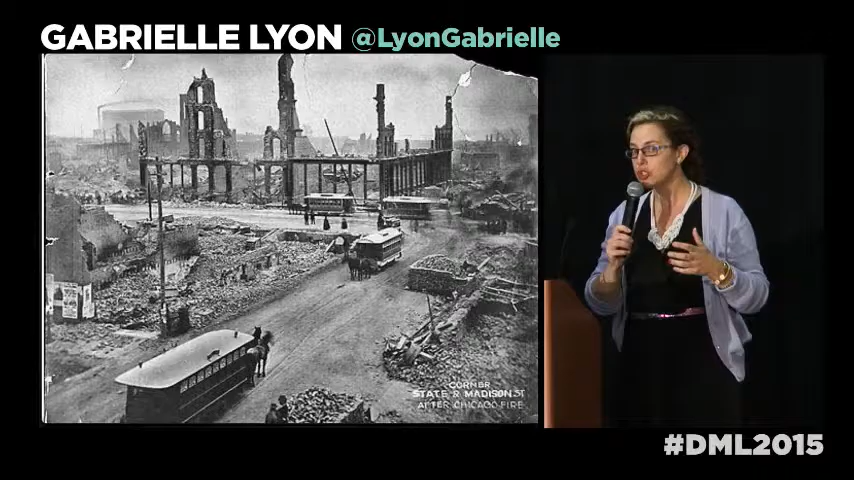 GABRIELLE LYON @LyonGabrielle
CORNER
STATE & MADISON ST
AFTER CHICAGO FIRE
#DML2015